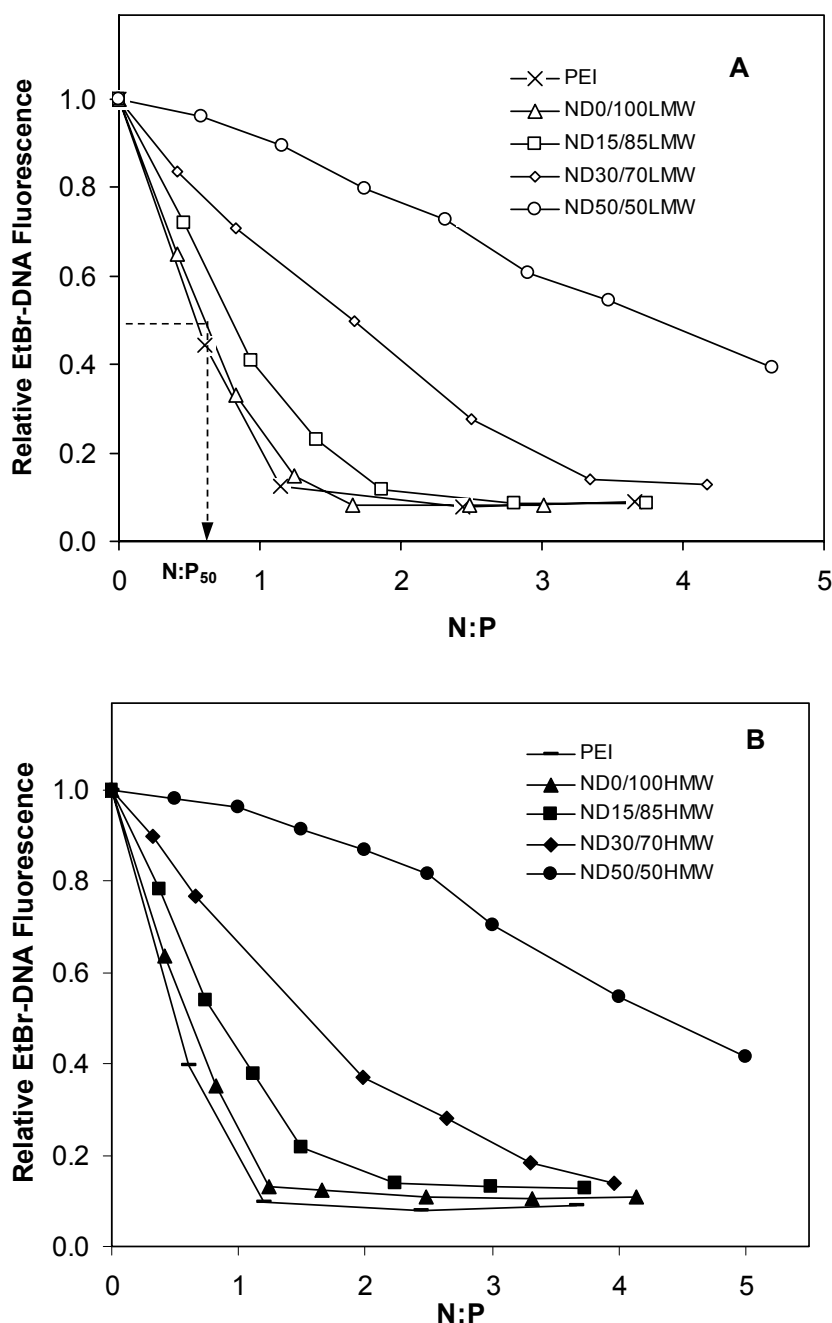 A
PEI
ND0/100LMW
ND15/85LMW
ND30/70LMW
ND50/50LMW
Relative EtBr-DNA Fluorescence
1.0
0.8
0.6
0.4
0.2
0.0
N:P50
0 1 2 3 4 5
N:P
B
PEI
ND0/100HMW
ND15/85HMW
ND30/70HMW
ND50/50HMW
Relative EtBr-DNA Fluorescence
1.0
0.8
0.6
0.4
0.2
0.0
0 1 2 3 4 5
N:P